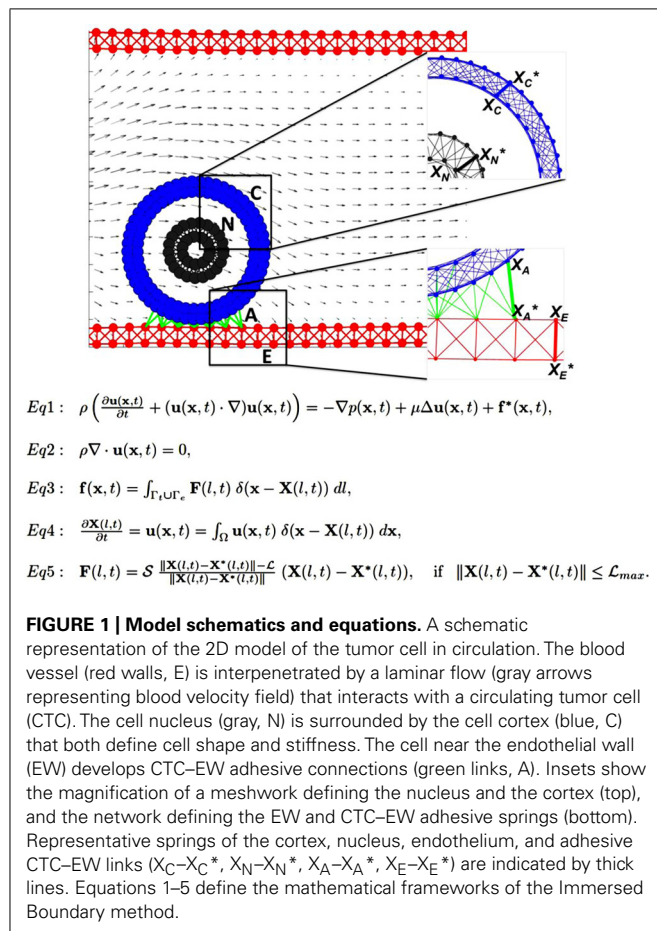 X_C*
X_C
X_N*
X_N
C
N
A
E
X_A
X_A*
X_E
X_E*
Eq1 : ρ(∂u(x,t)/∂t + (u(x,t) · ∇)u(x,t)) = −∇p(x,t) + μΔu(x,t) + f*(x,t),
Eq2 : ρ∇ · u(x,t) = 0,
Eq3 : f(x,t) = ∫_{Γ_t∪Γ_e} F(l,t) δ(x − X(l,t)) dl,
Eq4 : ∂X(l,t)/∂t = u(x,t) = ∫_Ω u(x,t) δ(x − X(l,t)) dx,
Eq5 : F(l,t) = S (‖X(l,t)−X*(l,t)‖−L)/‖X(l,t)−X*(l,t)‖ (X(l,t) − X*(l,t)), if ‖X(l,t) − X*(l,t)‖ ≤ L_max.
FIGURE 1 | Model schematics and equations. A schematic
representation of the 2D model of the tumor cell in circulation. The blood
vessel (red walls, E) is interpenetrated by a laminar flow (gray arrows
representing blood velocity field) that interacts with a circulating tumor cell
(CTC). The cell nucleus (gray, N) is surrounded by the cell cortex (blue, C)
that both define cell shape and stiffness. The cell near the endothelial wall
(EW) develops CTC–EW adhesive connections (green links, A). Insets show
the magnification of a meshwork defining the nucleus and the cortex (top),
and the network defining the EW and CTC–EW adhesive springs (bottom).
Representative springs of the cortex, nucleus, endothelium, and adhesive
CTC–EW links (X_C–X_C*, X_N–X_N*, X_A–X_A*, X_E–X_E*) are indicated by thick
lines. Equations 1–5 define the mathematical frameworks of the Immersed
Boundary method.